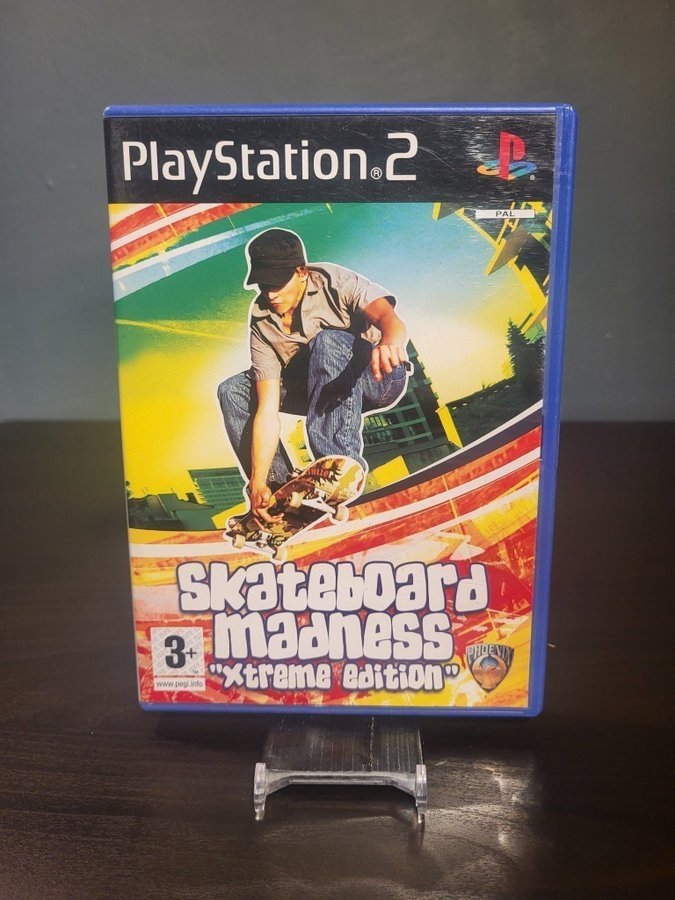 PlayStation®2
PAL
skateboard
madness
"xtreme edition"
3+
www.pegi.info
PHOENIX